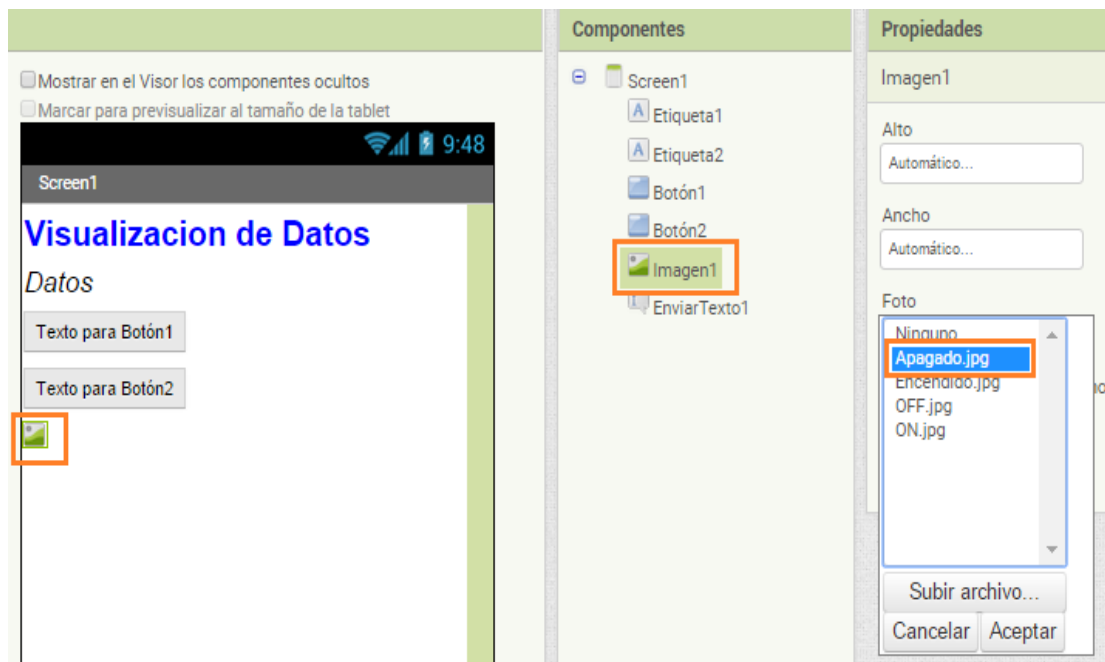 Mostrar en el Visor los componentes ocultos
Marcar para previsualizar al tamaño de la tablet
9:48
Screen1
Visualizacion de Datos
Datos
Texto para Botón1
Texto para Botón2
Componentes
Screen1
Etiqueta1
Etiqueta2
Botón1
Botón2
Imagen1
EnviarTexto1
Propiedades
Imagen1
Alto
Automático...
Ancho
Automático...
Foto
Ninguno
Apagado.jpg
Encendido.jpg
OFF.jpg
ON.jpg
Subir archivo...
Cancelar Aceptar